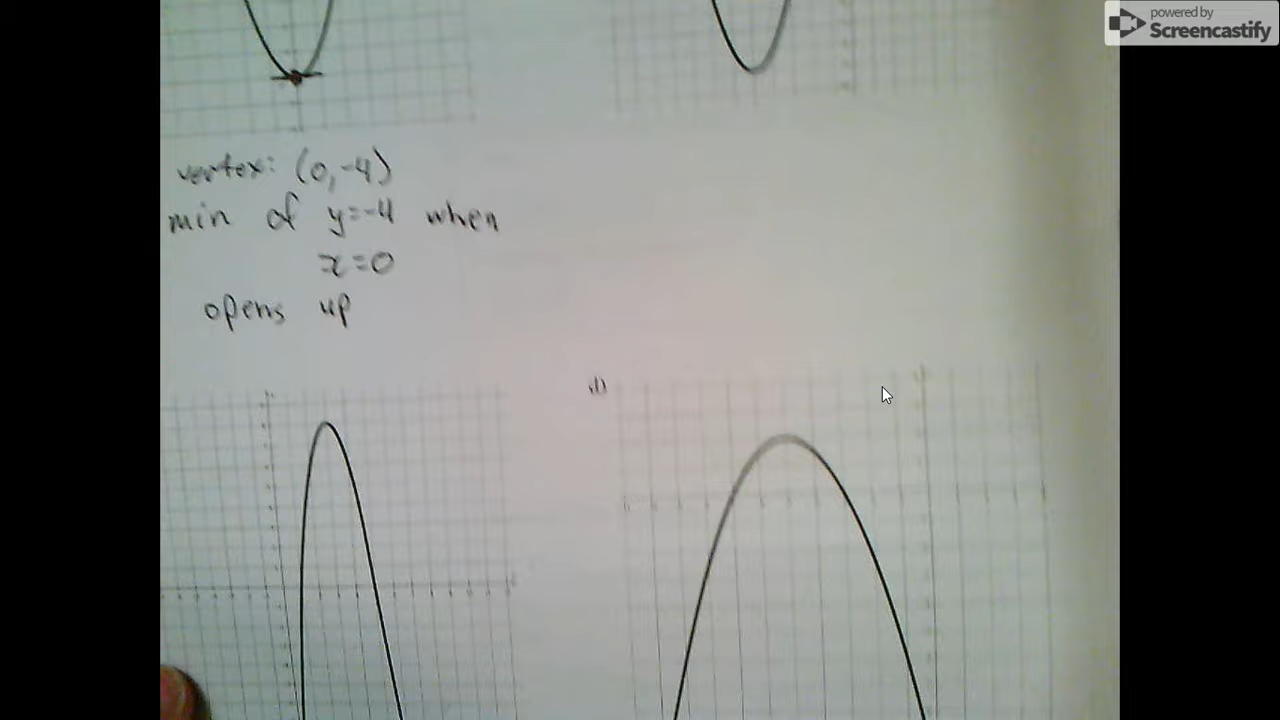 powered by
Screencastify
vertex: (0,-4)
min of y=-4 when
x=0
opens up
d)